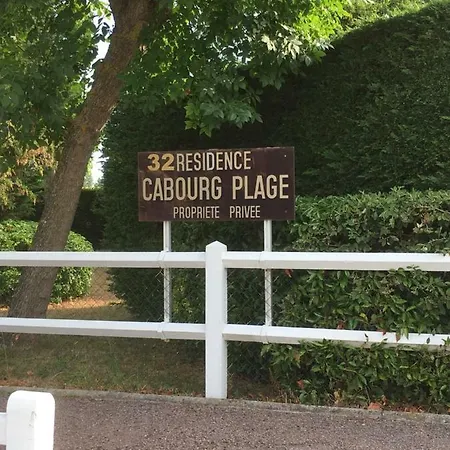 32 RESIDENCE
CABOURG PLAGE
PROPRIETE PRIVEE